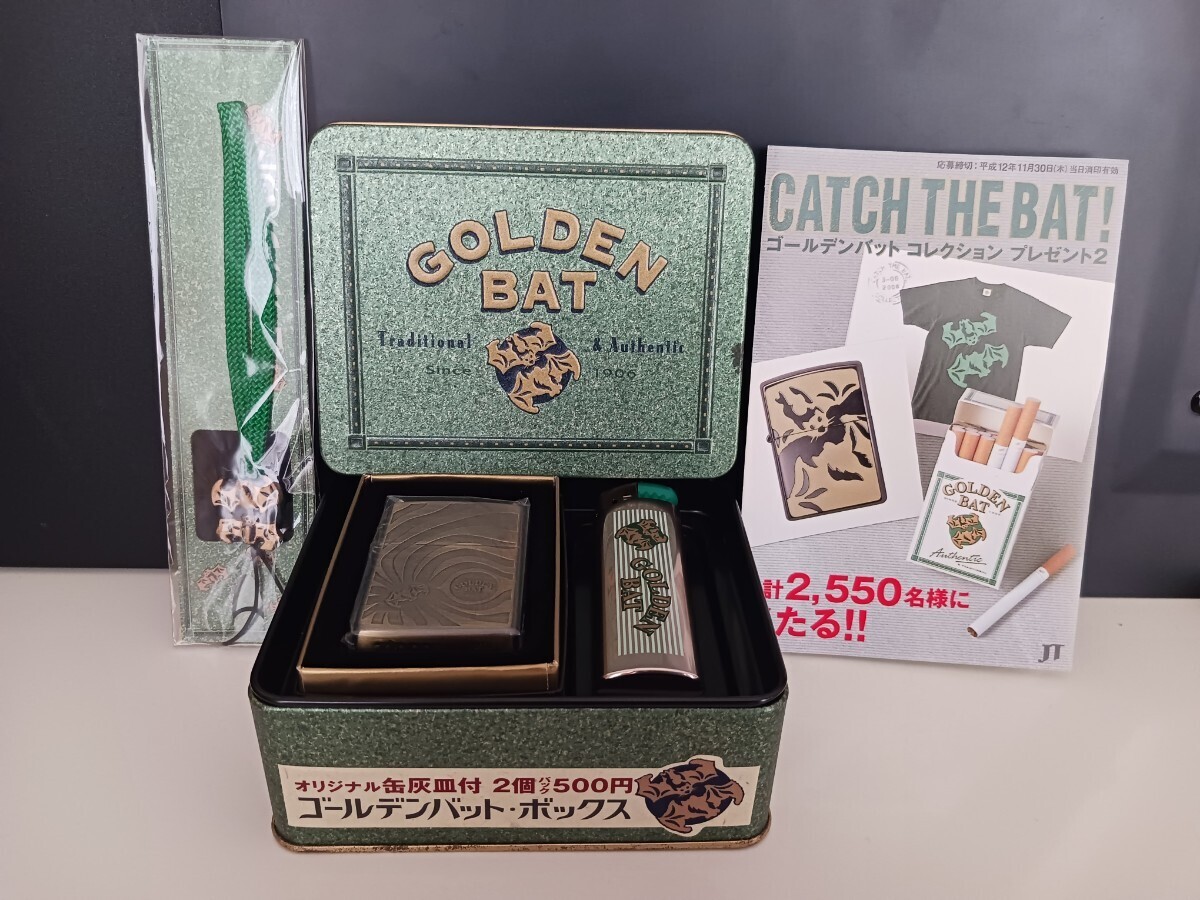 GOLDEN
BAT
Traditional & Authentic
Since 1906
GOLDEN
BAT
GOLDEN
BAT
オリジナル缶灰皿付 2個パック500円
ゴールデンバット・ボックス
応募締切:平成12年11月30日(木)当日消印有効
CATCH THE BAT!
ゴールデンバット コレクション プレゼント2
GOLDEN
BAT
Authentic
計2,550名様に
たる!!
JT